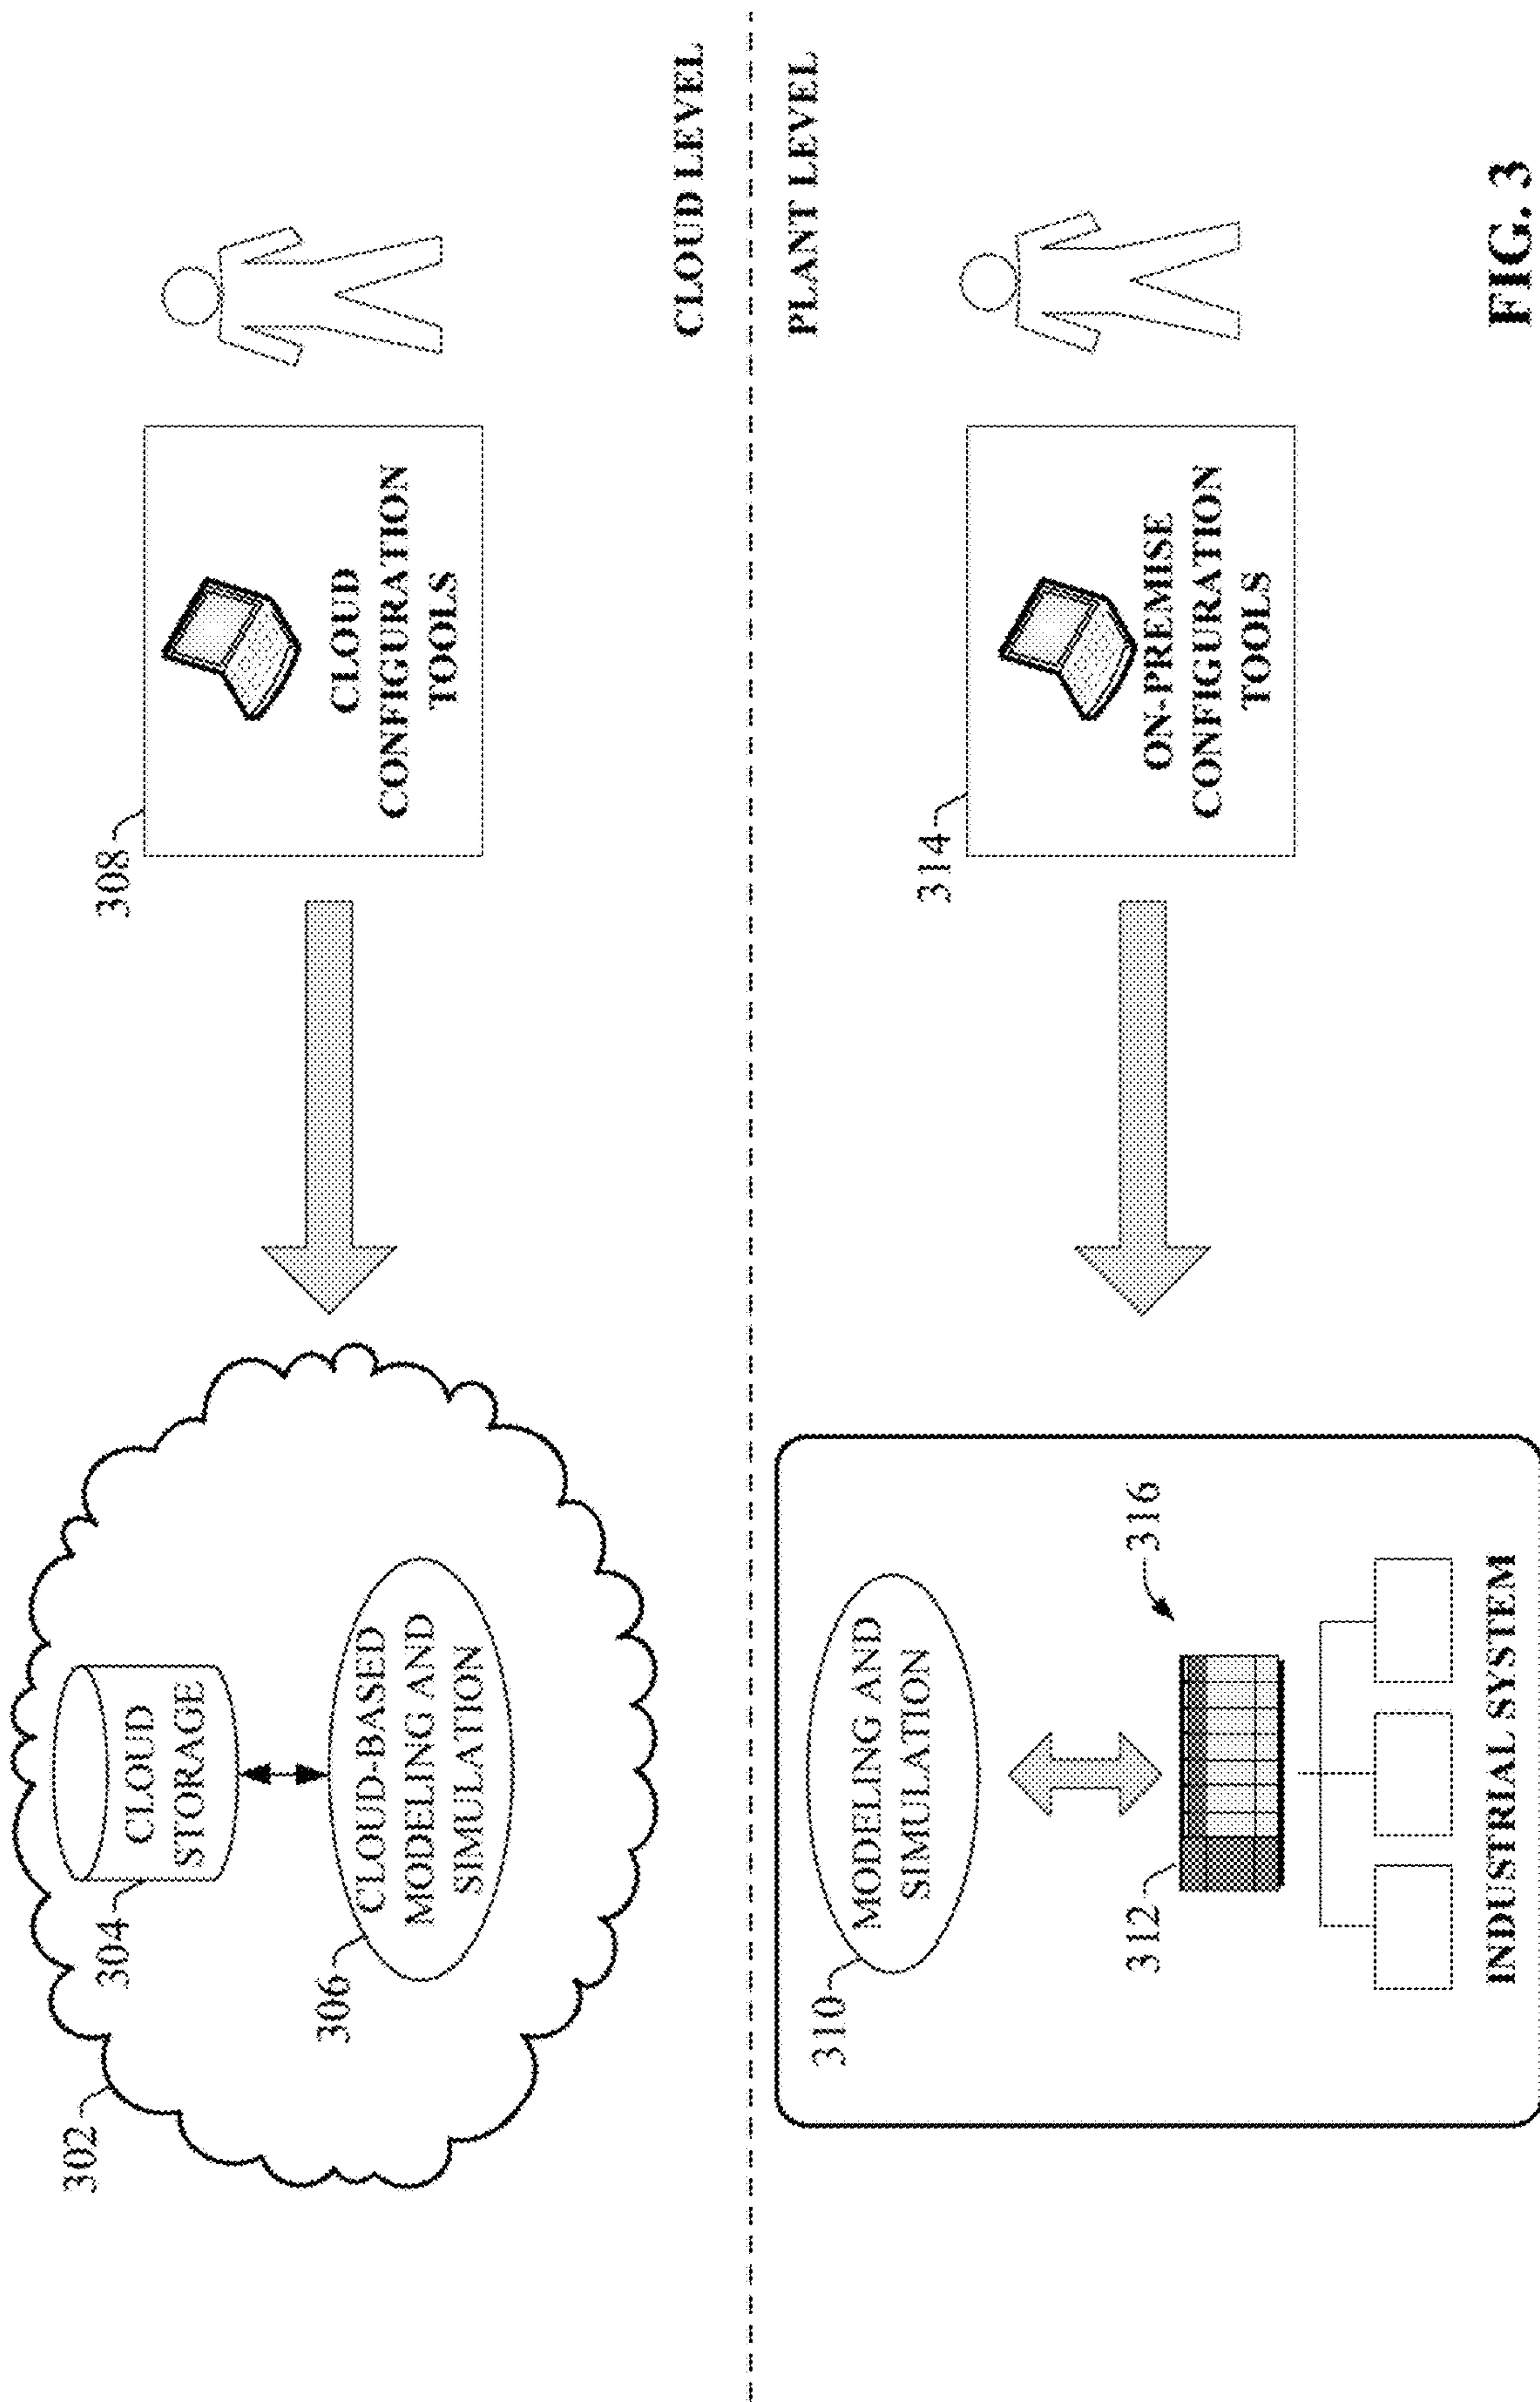 302
304
CLOUD
STORAGE
306
CLOUD-BASED
MODELING AND
SIMULATION
308
CLOUD
CONFIGURATION
TOOLS
CLOUD LEVEL
PLANT LEVEL
310
MODELING AND
SIMULATION
312
316
INDUSTRIAL SYSTEM
314
ON-PREMISE
CONFIGURATION
TOOLS
FIG. 3